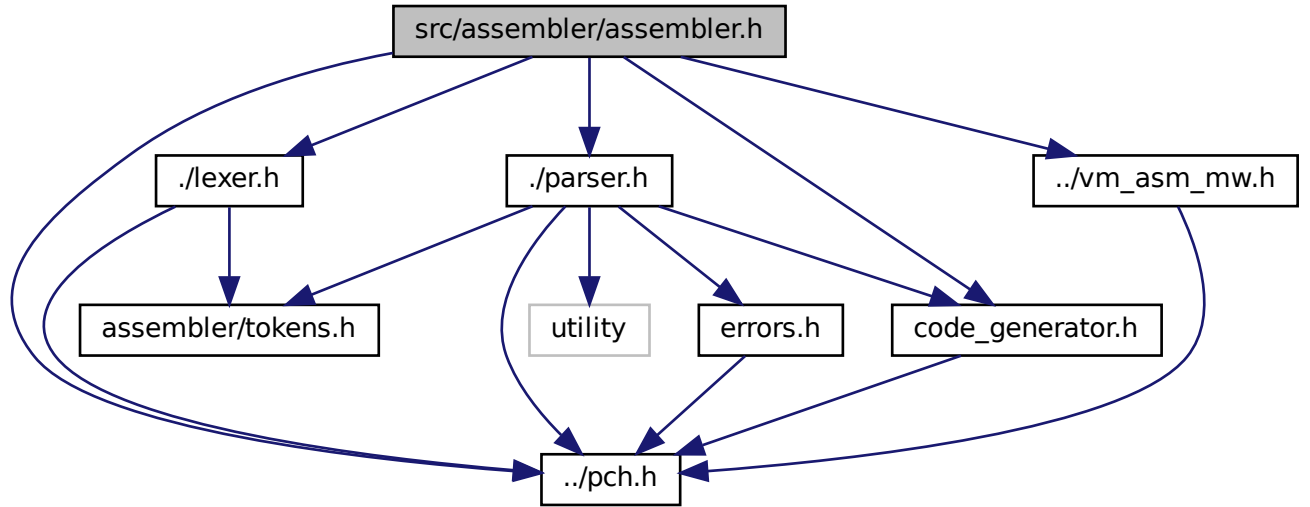 src/assembler/assembler.h
./lexer.h
./parser.h
../vm_asm_mw.h
assembler/tokens.h
utility
errors.h
code_generator.h
../pch.h